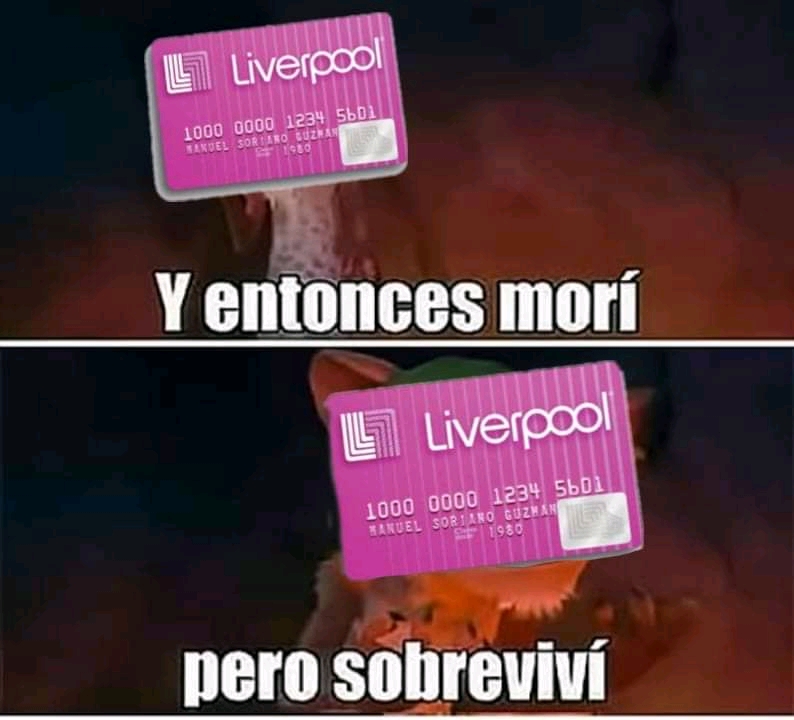 Liverpool
1000 0000 1234 5601
MANUEL SORIANO GUZMAN
1980
Y entonces morí
Liverpool
1000 0000 1234 5601
MANUEL SORIANO GUZMAN
1980
pero sobreviví